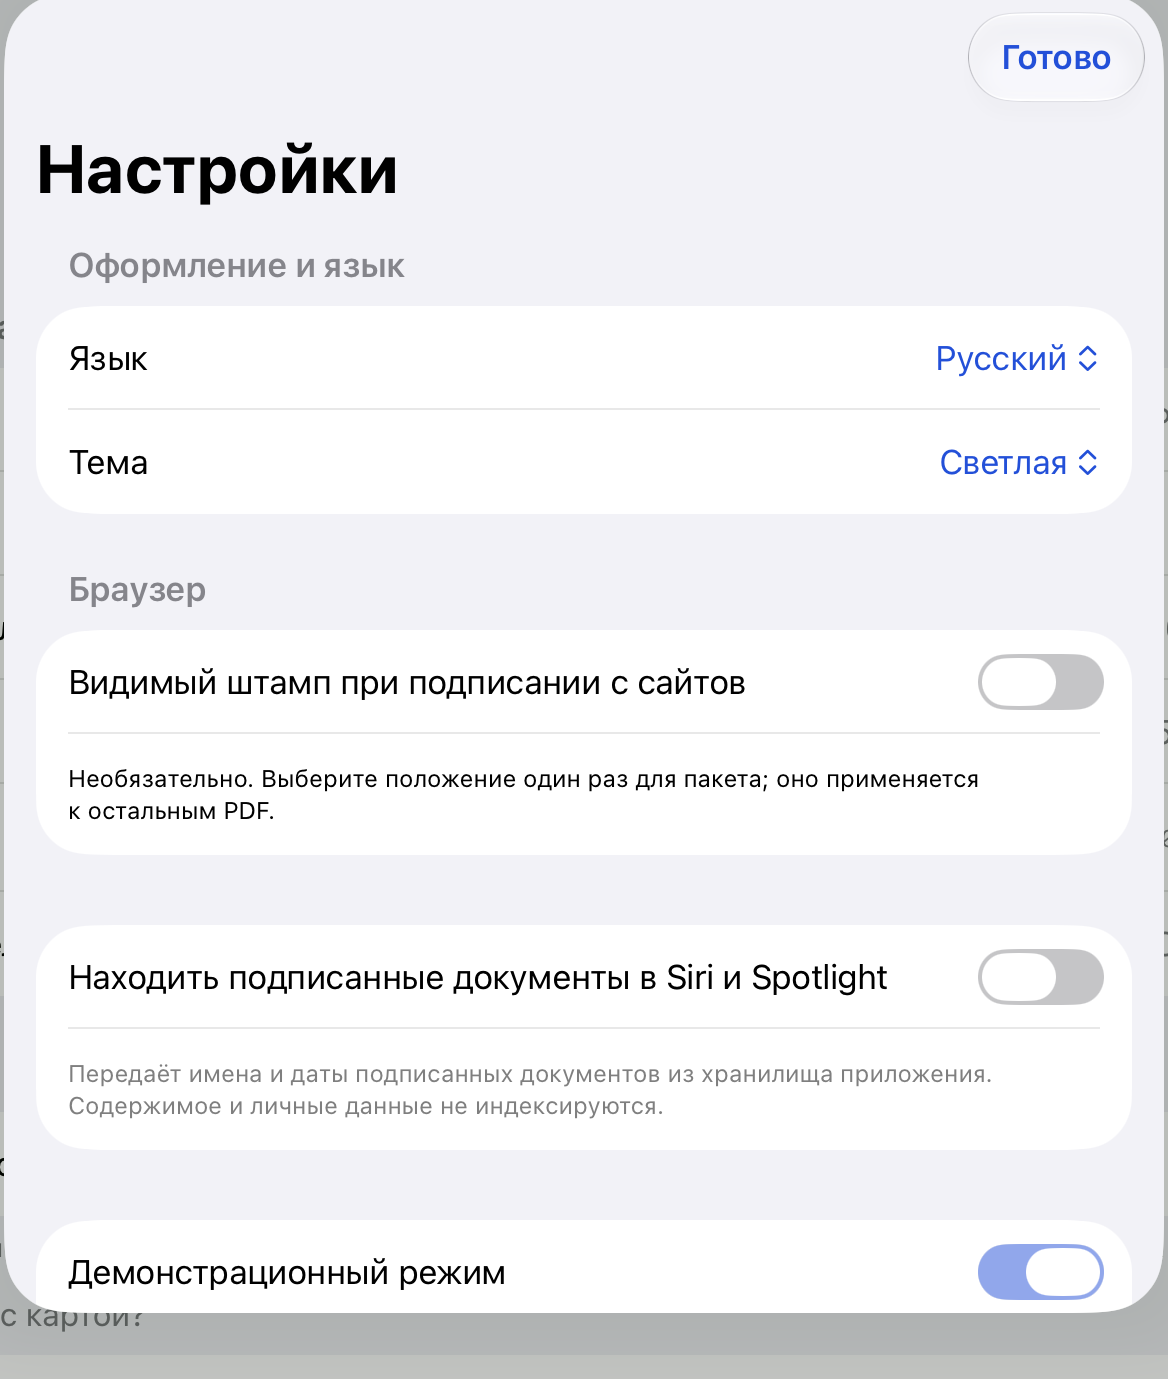 Готово
Настройки
Оформление и язык
Язык
Русский
Тема
Светлая
Браузер
Видимый штамп при подписании с сайтов
Необязательно. Выберите положение один раз для пакета; оно применяется
к остальным PDF.
Находить подписанные документы в Siri и Spotlight
Передаёт имена и даты подписанных документов из хранилища приложения.
Содержимое и личные данные не индексируются.
Демонстрационный режим
с картой?